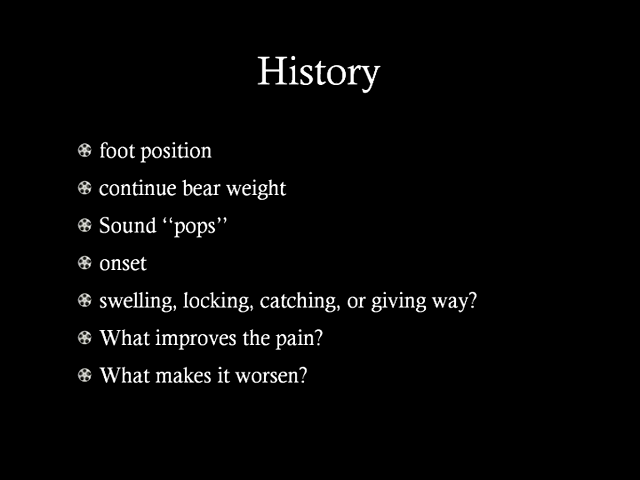 History
foot position
continue bear weight
Sound “pops”
onset
swelling, locking, catching, or giving way?
What improves the pain?
What makes it worsen?